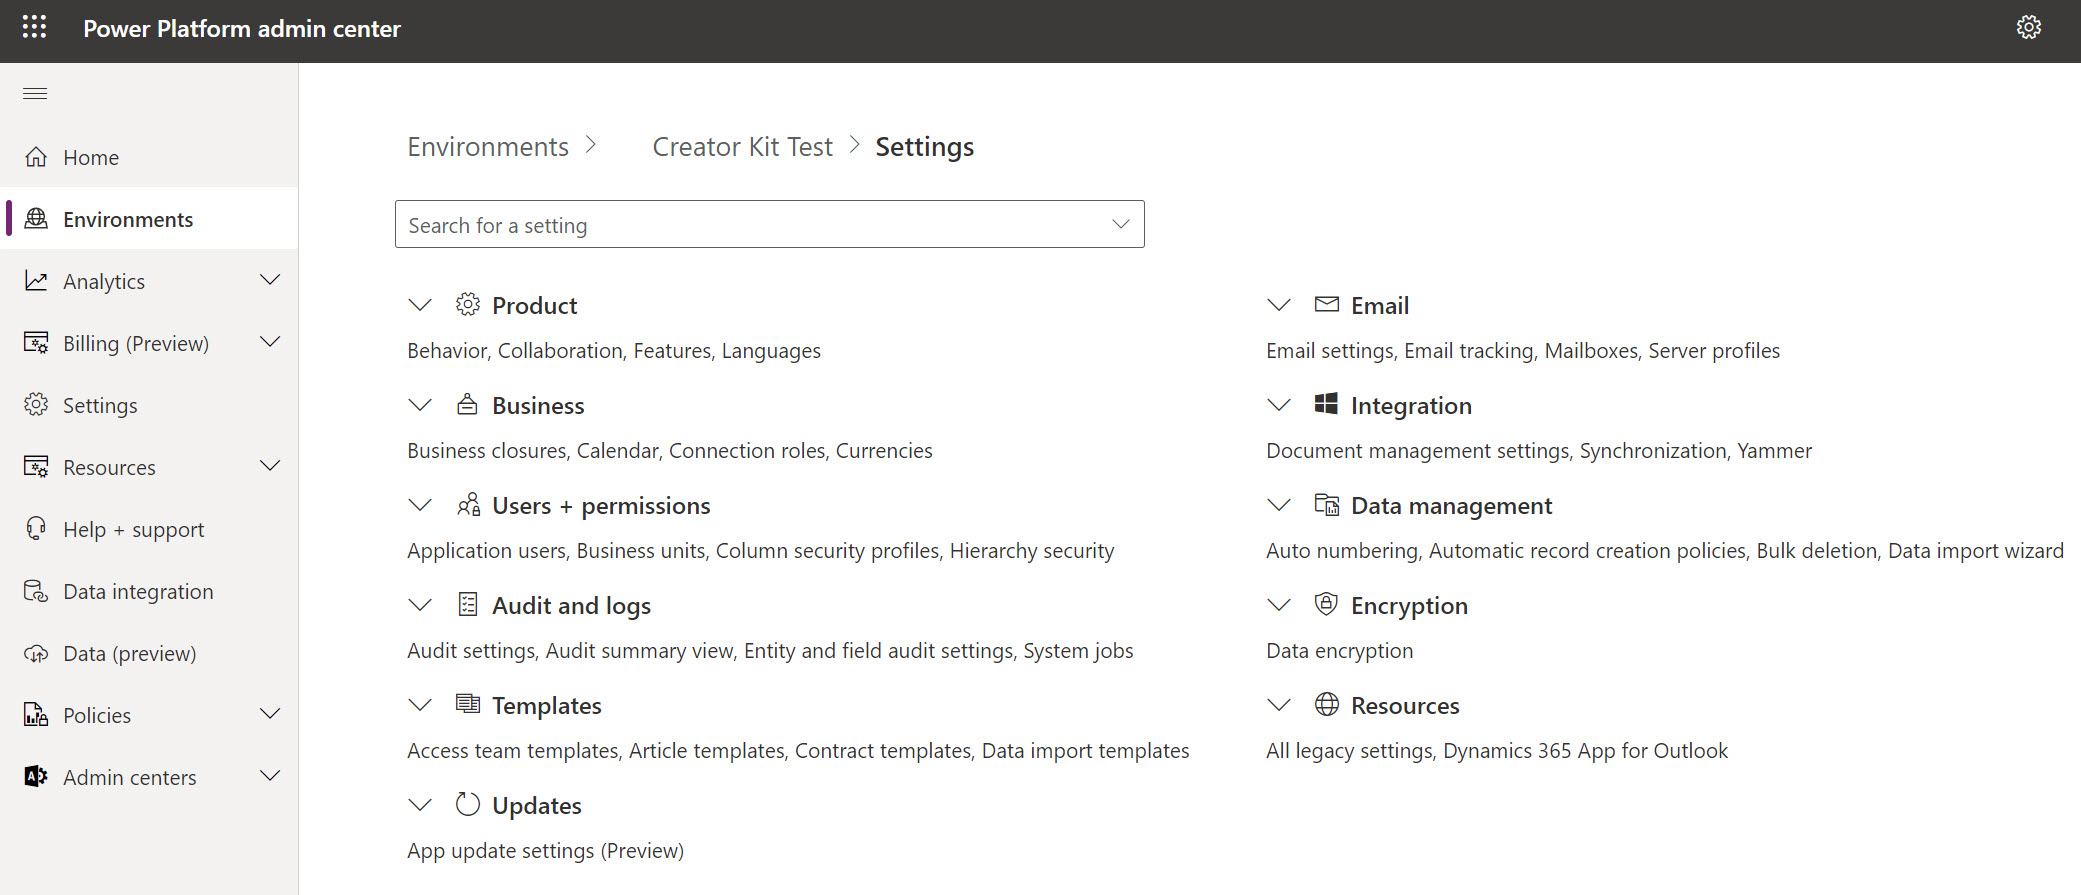 Power Platform admin center
Home
Environments
Analytics
Billing (Preview)
Settings
Resources
Help + support
Data integration
Data (preview)
Policies
Admin centers
Environments Creator Kit Test Settings
Search for a setting
Product
Behavior, Collaboration, Features, Languages
Business
Business closures, Calendar, Connection roles, Currencies
Users + permissions
Application users, Business units, Column security profiles, Hierarchy security
Audit and logs
Audit settings, Audit summary view, Entity and field audit settings, System jobs
Templates
Access team templates, Article templates, Contract templates, Data import templates
Updates
App update settings (Preview)
Email
Email settings, Email tracking, Mailboxes, Server profiles
Integration
Document management settings, Synchronization, Yammer
Data management
Auto numbering, Automatic record creation policies, Bulk deletion, Data import wizard
Encryption
Data encryption
Resources
All legacy settings, Dynamics 365 App for Outlook